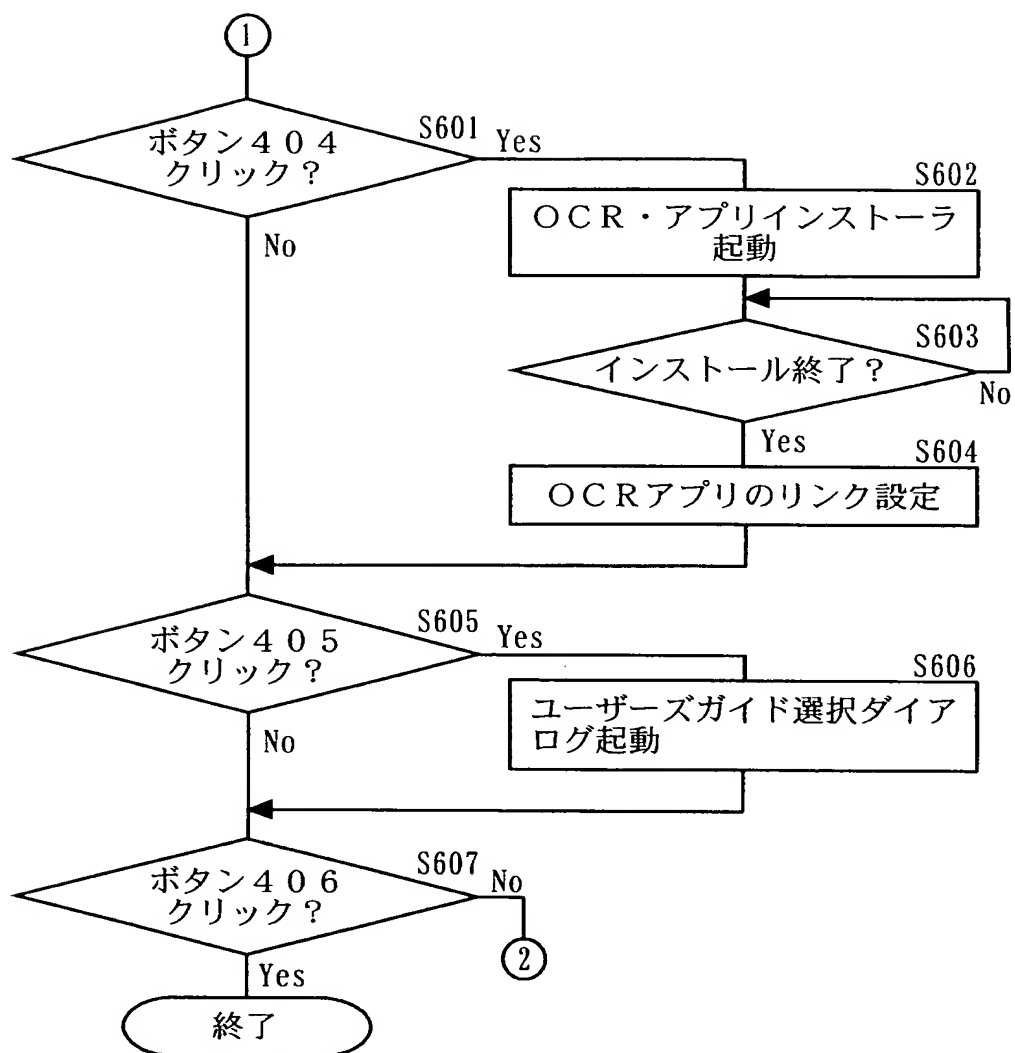 1
ボタン４０４
クリック？
S601
Yes
No
S602
ＯＣＲ・アプリインストーラ
起動
S603
インストール終了？
No
Yes
S604
ＯＣＲアプリのリンク設定
ボタン４０５
クリック？
S605
Yes
No
S606
ユーザーズガイド選択ダイア
ログ起動
ボタン４０６
クリック？
S607
No
2
Yes
終了